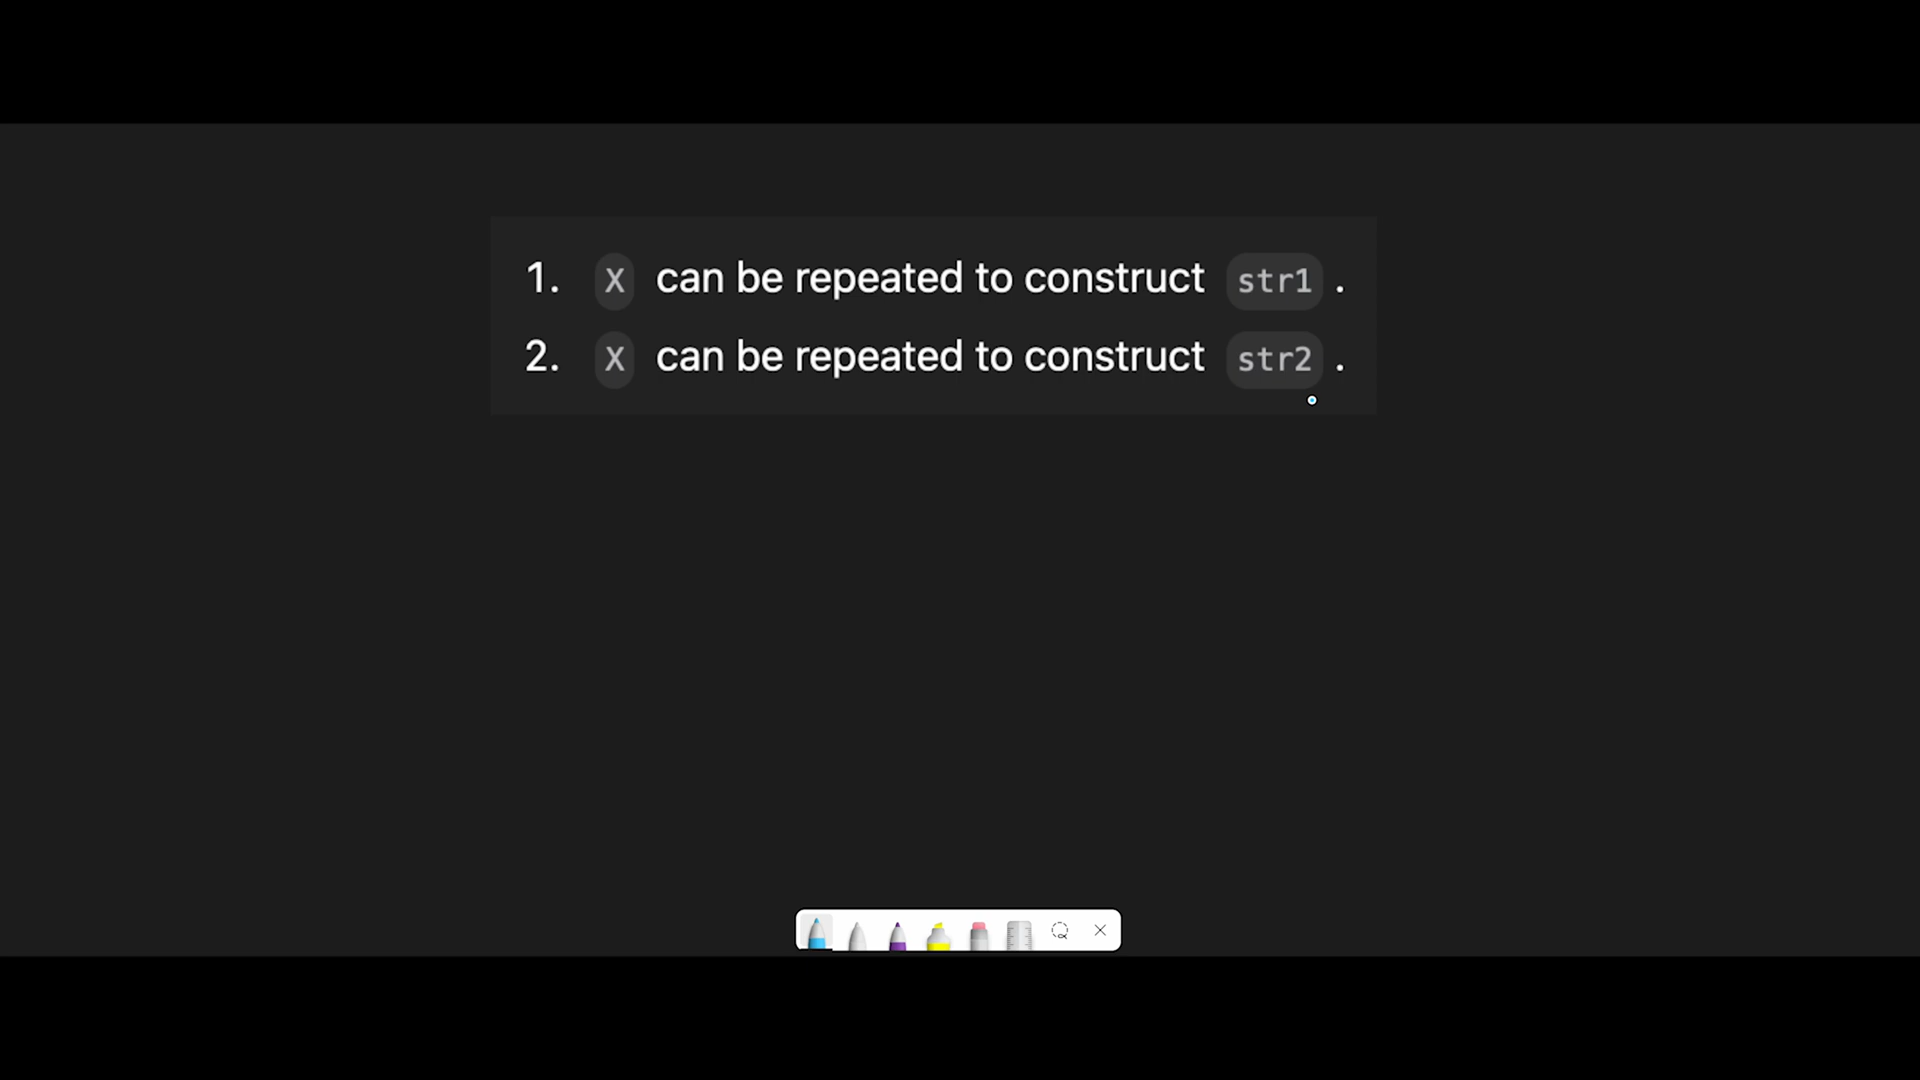 1. X can be repeated to construct str1 .
2. X can be repeated to construct str2 .